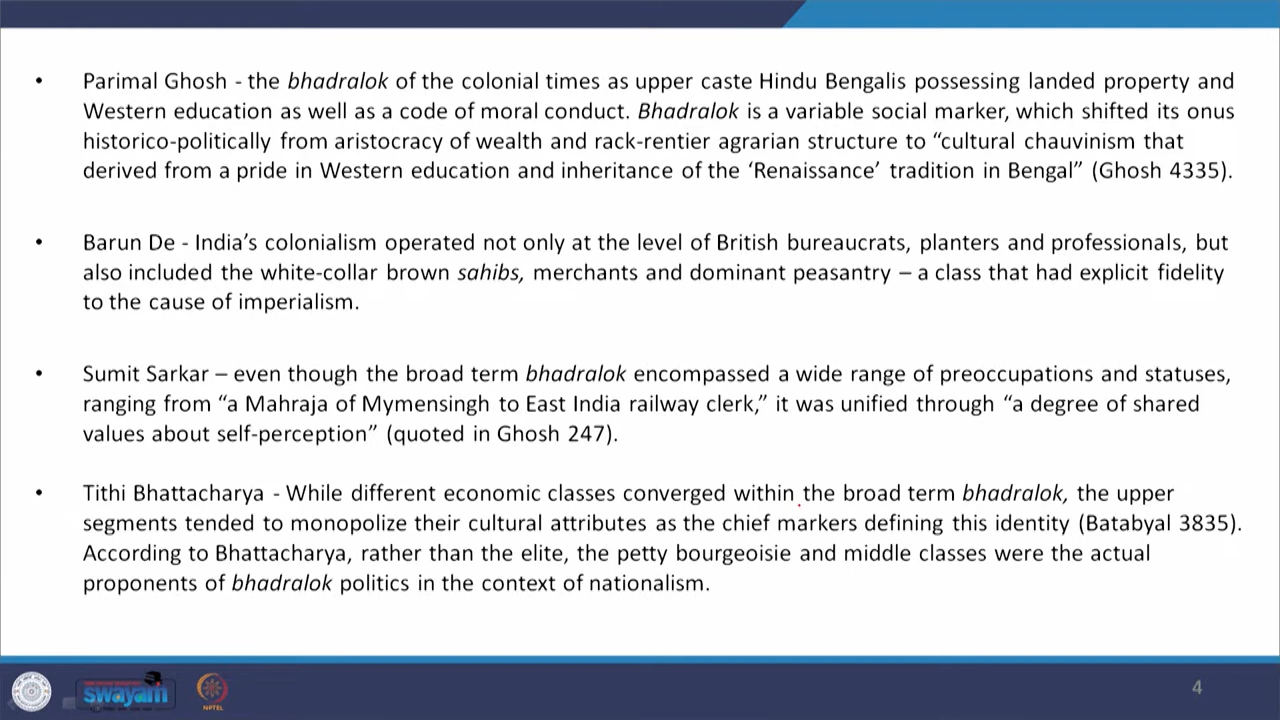 • Parimal Ghosh - the bhadralok of the colonial times as upper caste Hindu Bengalis possessing landed property and
Western education as well as a code of moral conduct. Bhadralok is a variable social marker, which shifted its onus
historico-politically from aristocracy of wealth and rack-rentier agrarian structure to “cultural chauvinism that
derived from a pride in Western education and inheritance of the ‘Renaissance’ tradition in Bengal” (Ghosh 4335).
• Barun De - India’s colonialism operated not only at the level of British bureaucrats, planters and professionals, but
also included the white-collar brown sahibs, merchants and dominant peasantry – a class that had explicit fidelity
to the cause of imperialism.
• Sumit Sarkar – even though the broad term bhadralok encompassed a wide range of preoccupations and statuses,
ranging from “a Mahraja of Mymensingh to East India railway clerk,” it was unified through “a degree of shared
values about self-perception” (quoted in Ghosh 247).
• Tithi Bhattacharya - While different economic classes converged within the broad term bhadralok, the upper
segments tended to monopolize their cultural attributes as the chief markers defining this identity (Batabyal 3835).
According to Bhattacharya, rather than the elite, the petty bourgeoisie and middle classes were the actual
proponents of bhadralok politics in the context of nationalism.
swayam
NPTEL
4